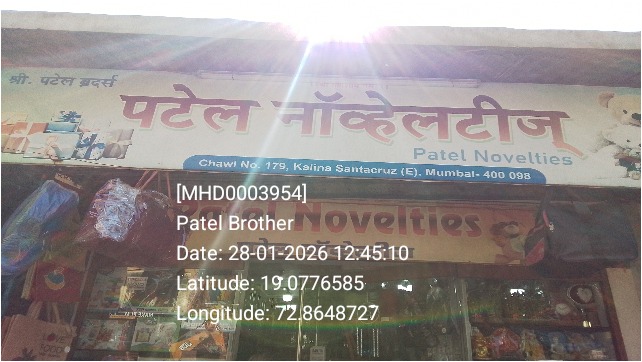 श्री. पटेल ब्रदर्स
पटेल नॉव्हेलटीज्
Patel Novelties
Chawl No. 179, Kalina Santacruz (E), Mumbai- 400 098
[MHD0003954]
Novelties
Patel Brother
Date: 28-01-2026 12:45:10
Latitude: 19.0776585
Longitude: 72.8648727